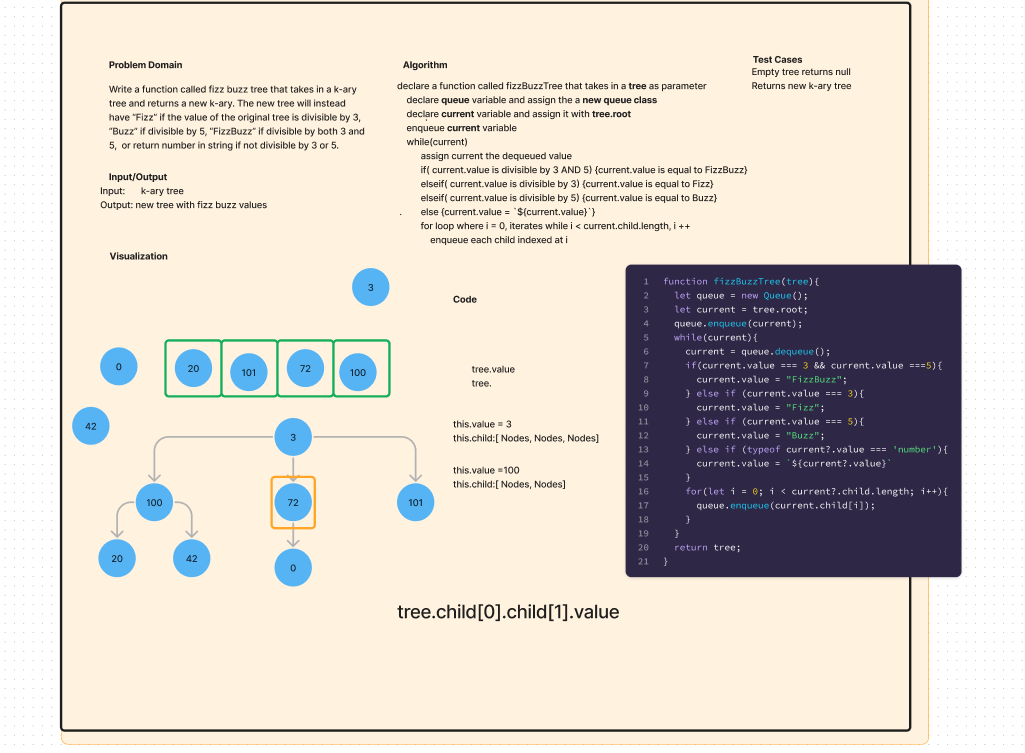 Problem Domain
Write a function called fizz buzz tree that takes in a k-ary
tree and returns a new k-ary. The new tree will instead
have “Fizz” if the value of the original tree is divisible by 3,
“Buzz” if divisible by 5, “FizzBuzz” if divisible by both 3 and
5,  or return number in string if not divisible by 3 or 5.
Input/Output
Input: k-ary tree
Output: new tree with fizz buzz values
Algorithm
declare a function called fizzBuzzTree that takes in a tree as parameter
declare queue variable and assign the a new queue class
declare current variable and assign it with tree.root
enqueue current variable
while(current)
assign current the dequeued value
if( current.value is divisible by 3 AND 5) {current.value is equal to FizzBuzz}
elseif( current.value is divisible by 3) {current.value is equal to Fizz}
elseif( current.value is divisible by 5) {current.value is equal to Buzz}
. else {current.value = `${current.value}`}
for loop where i = 0, iterates while i < current.child.length, i ++
enqueue each child indexed at i
Test Cases
Empty tree returns null
Returns new k-ary tree
Visualization
3
0
20 101 72 100
42
3
100 72 101
20 42 0
Code
tree.value
tree.
this.value = 3
this.child:[ Nodes, Nodes, Nodes]
this.value =100
this.child:[ Nodes, Nodes]
1 function fizzBuzzTree(tree){
2 let queue = new Queue();
3 let current = tree.root;
4 queue.enqueue(current);
5 while(current){
6 current = queue.dequeue();
7 if(current.value === 3 && current.value ===5){
8 current.value = "FizzBuzz";
9 } else if (current.value === 3){
10 current.value = "Fizz";
11 } else if (current.value === 5){
12 current.value = "Buzz";
13 } else if (typeof current?.value === 'number'){
14 current.value = `${current?.value}`
15 }
16 for(let i = 0; i < current?.child.length; i++){
17 queue.enqueue(current.child[i]);
18 }
19 }
20 return tree;
21 }
tree.child[0].child[1].value